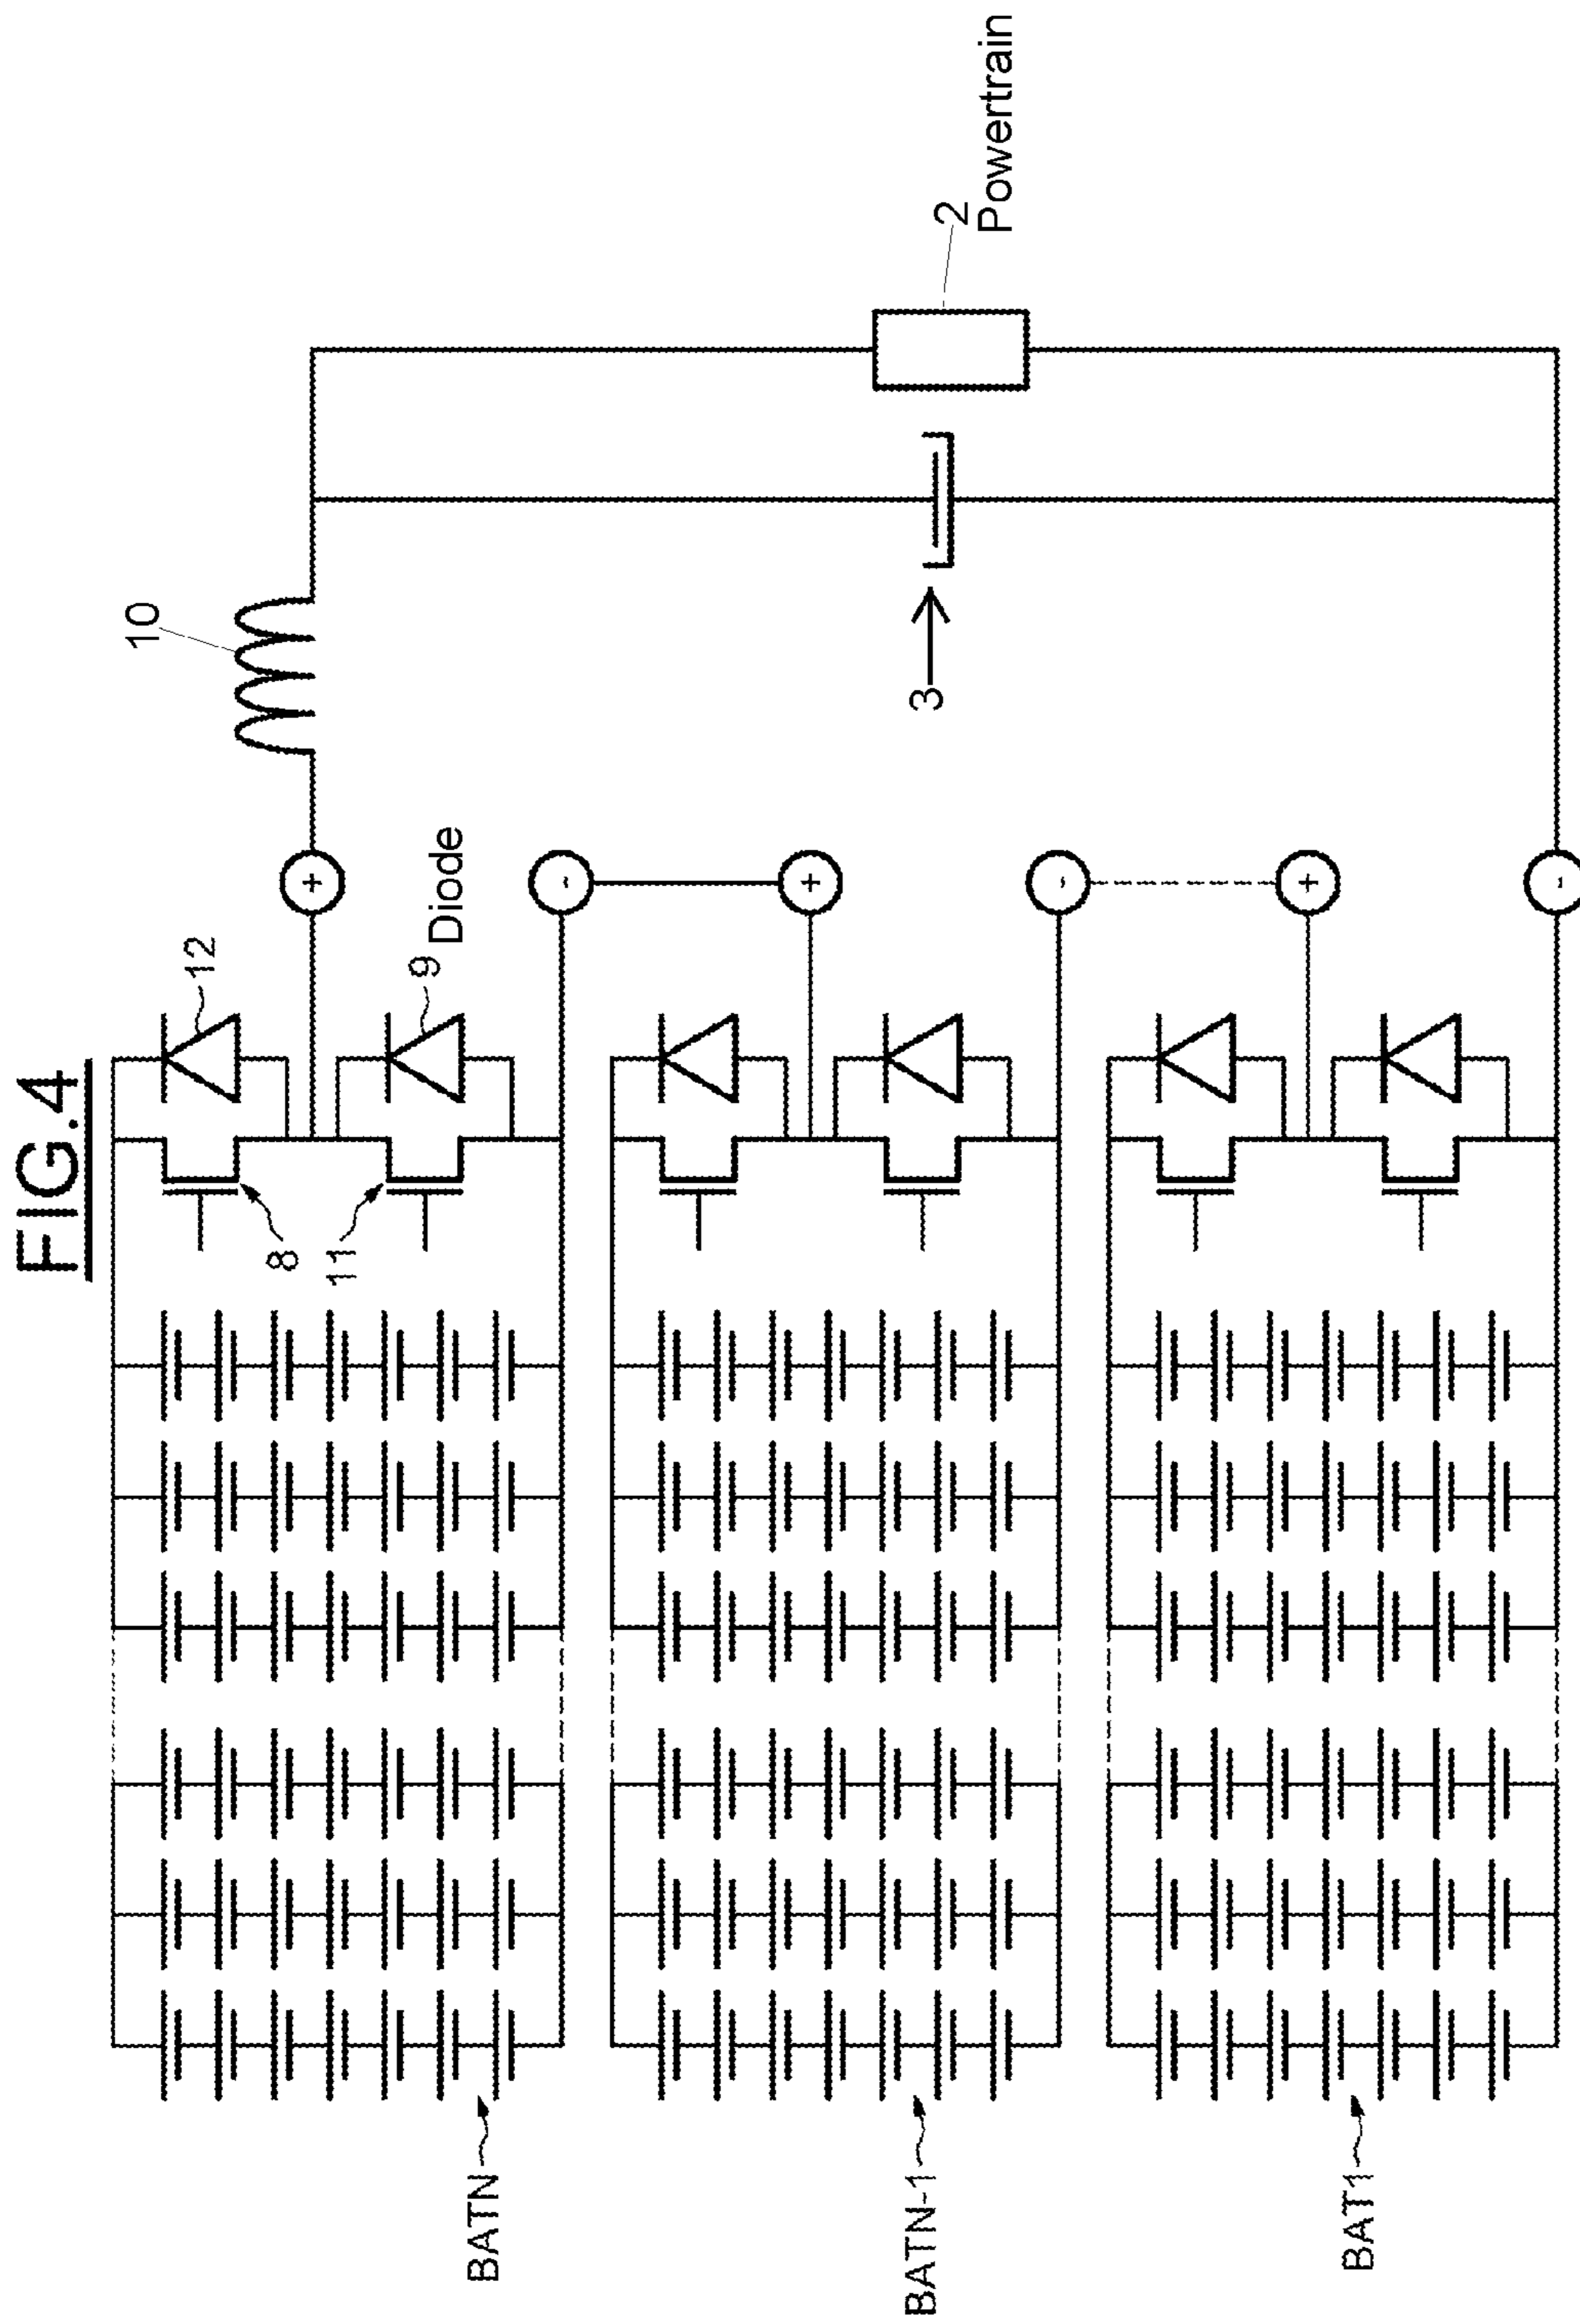 FIG.4
12
10
9
Diode
8
11
+
-
+
-
+
-
3
2
Powertrain
BATN
BATN-1
BAT1